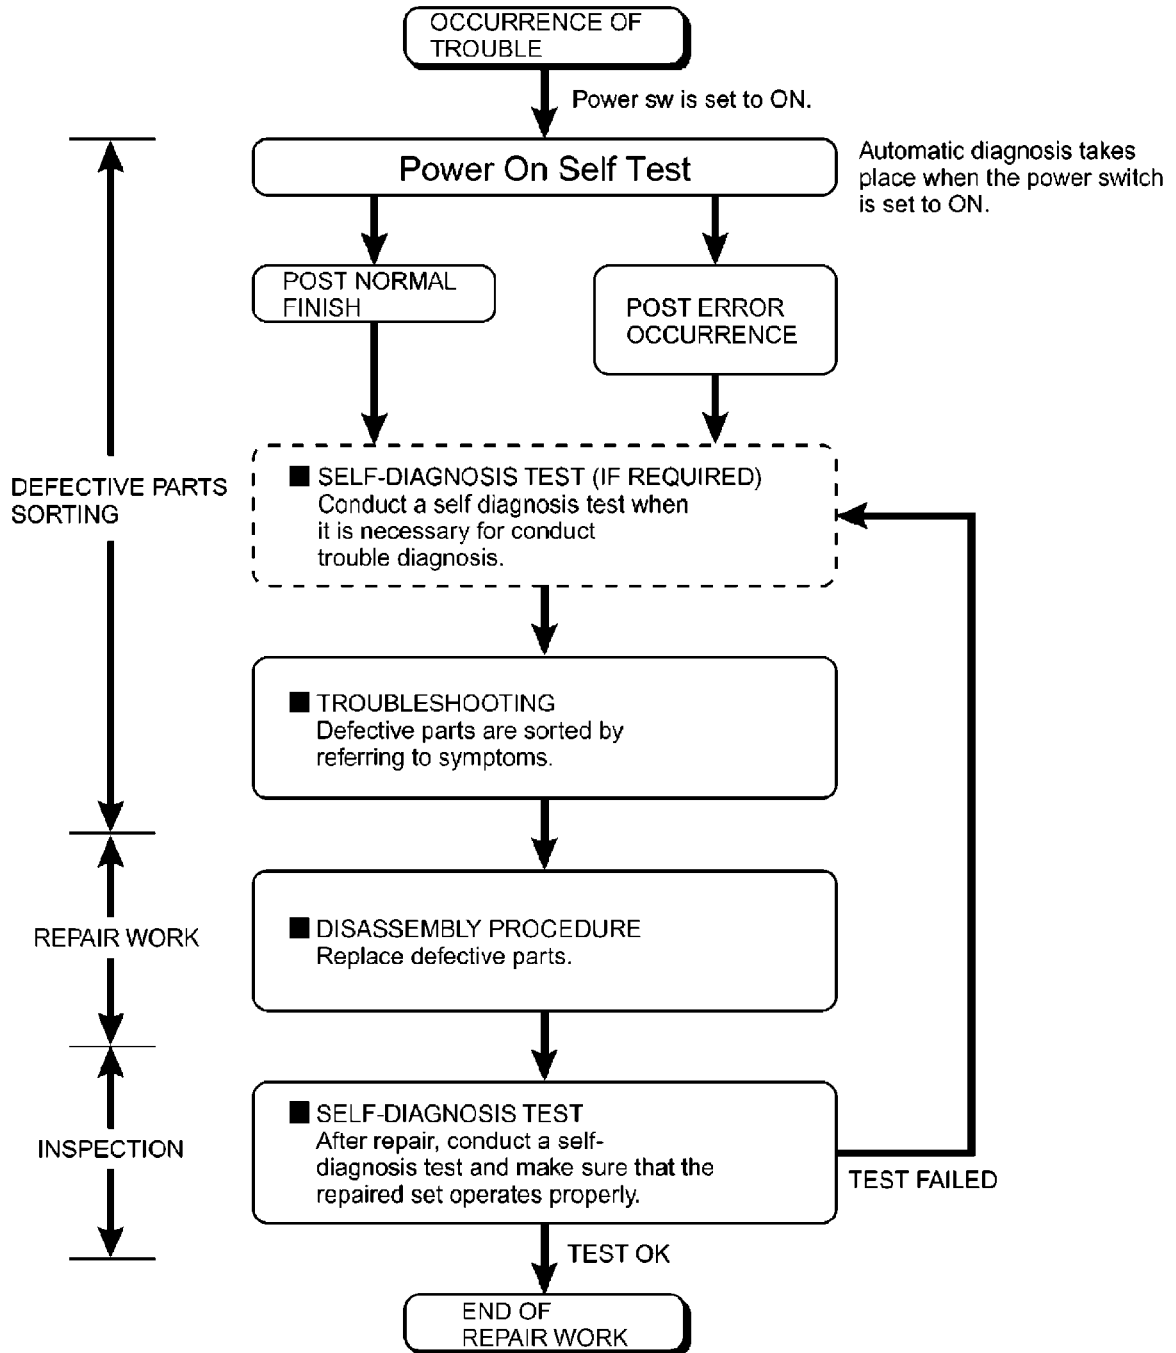 OCCURRENCE OF
TROUBLE
Power sw is set to ON.
Power On Self Test
Automatic diagnosis takes
place when the power switch
is set to ON.
POST NORMAL
FINISH
POST ERROR
OCCURRENCE
DEFECTIVE PARTS
SORTING
■ SELF-DIAGNOSIS TEST (IF REQUIRED)
Conduct a self diagnosis test when
it is necessary for conduct
trouble diagnosis.
■ TROUBLESHOOTING
Defective parts are sorted by
referring to symptoms.
REPAIR WORK
■ DISASSEMBLY PROCEDURE
Replace defective parts.
INSPECTION
■ SELF-DIAGNOSIS TEST
After repair, conduct a self-
diagnosis test and make sure that the
repaired set operates properly.
TEST FAILED
TEST OK
END OF
REPAIR WORK